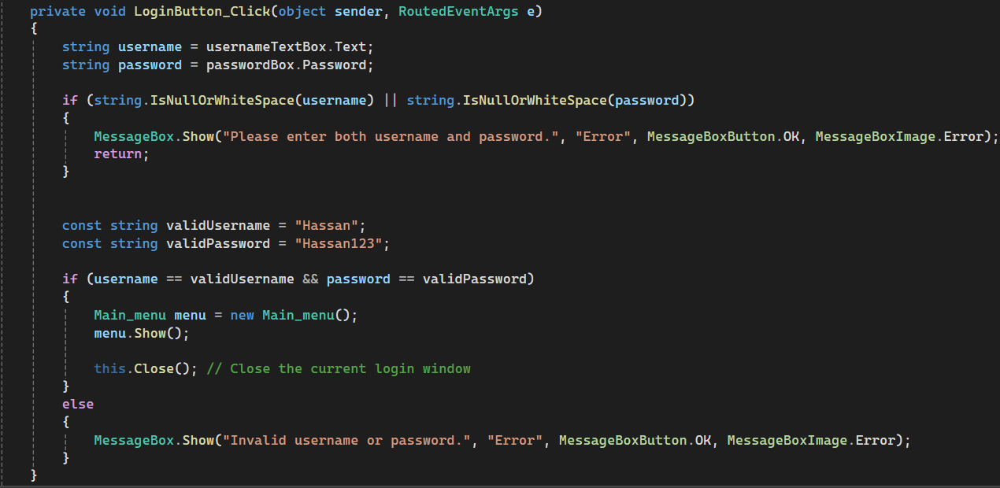 private void LoginButton_Click(object sender, RoutedEventArgs e)
{
string username = usernameTextBox.Text;
string password = passwordBox.Password;
if (string.IsNullOrWhiteSpace(username) || string.IsNullOrWhiteSpace(password))
{
MessageBox.Show("Please enter both username and password.", "Error", MessageBoxButton.OK, MessageBoxImage.Error);
return;
}
const string validUsername = "Hassan";
const string validPassword = "Hassan123";
if (username == validUsername && password == validPassword)
{
Main_menu menu = new Main_menu();
menu.Show();
this.Close(); // Close the current login window
}
else
{
MessageBox.Show("Invalid username or password.", "Error", MessageBoxButton.OK, MessageBoxImage.Error);
}
}